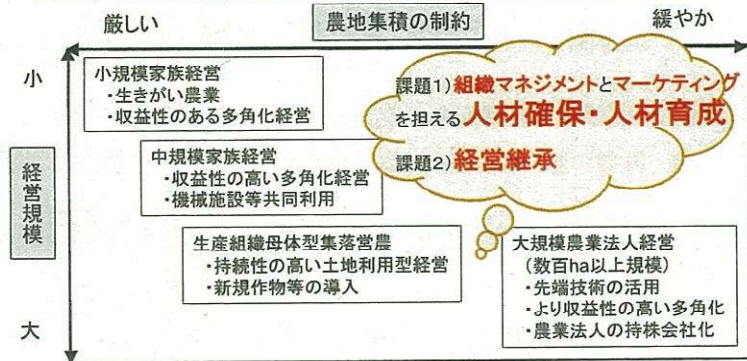 厳しい
農地集積の制約
緩やか
小
経営規模
大
小規模家族経営
・生きがい農業
・収益性のある多角化経営
中規模家族経営
・収益性の高い多角化経営
・機械施設等共同利用
生産組織母体型集落営農
・持続性の高い土地利用型経営
・新規作物等の導入
課題1）組織マネジメントとマーケティング
を担える人材確保・人材育成
課題2）経営継承
大規模農業法人経営
(数百ha以上規模)
・先端技術の活用
・より収益性の高い多角化
・農業法人の持株会社化